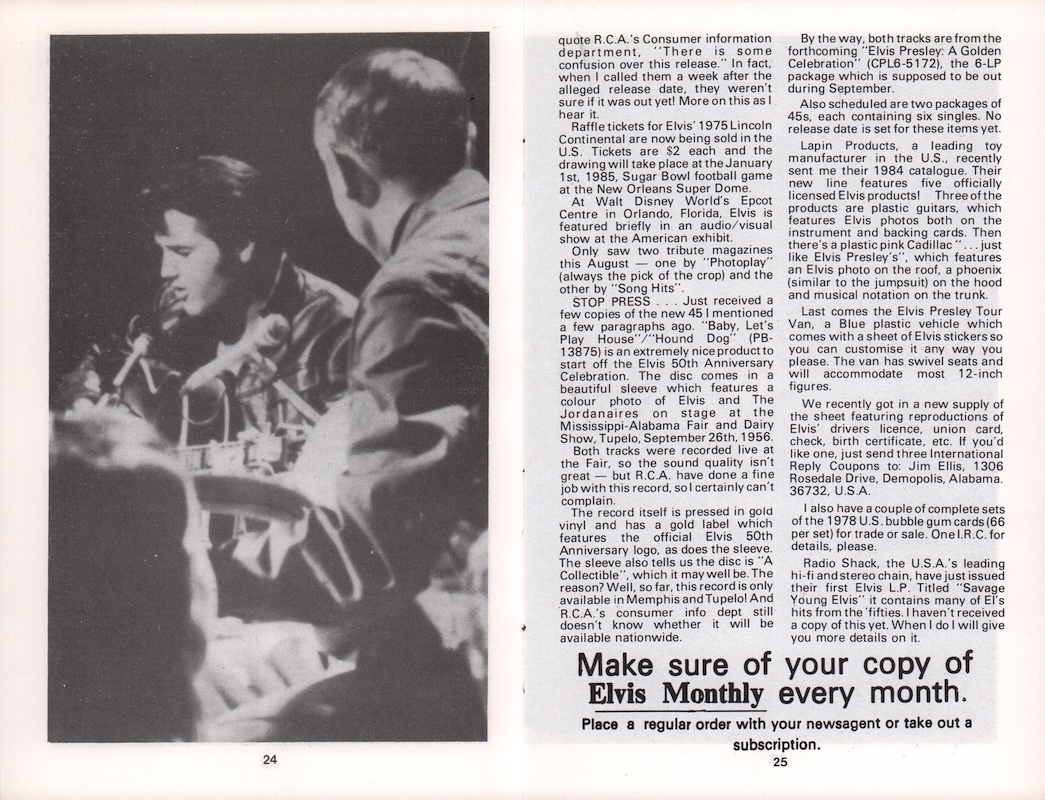 quote R.C.A.'s Consumer information
department, "There is some
confusion over this release." In fact,
when I called them a week after the
alleged release date, they weren't
sure if it was out yet! More on this as I
hear it.
Raffle tickets for Elvis' 1975 Lincoln
Continental are now being sold in the
U.S. Tickets are $2 each and the
drawing will take place at the January
1st, 1985, Sugar Bowl football game
at the New Orleans Super Dome.
At Walt Disney World's Epcot
Centre in Orlando, Florida, Elvis is
featured briefly in an audio/visual
show at the American exhibit.
Only saw two tribute magazines
this August — one by "Photoplay"
(always the pick of the crop) and the
other by "Song Hits".
STOP PRESS . . . Just received a
few copies of the new 45 I mentioned
a few paragraphs ago. "Baby, Let's
Play House"/"Hound Dog" (PB-
13875) is an extremely nice product to
start off the Elvis 50th Anniversary
Celebration. The disc comes in a
beautiful sleeve which features a
colour photo of Elvis and The
Jordanaires on stage at the
Mississippi-Alabama Fair and Dairy
Show, Tupelo, September 26th, 1956.
Both tracks were recorded live at
the Fair, so the sound quality isn't
great — but R.C.A. have done a fine
job with this record, so I certainly can't
complain.
The record itself is pressed in gold
vinyl and has a gold label which
features the official Elvis 50th
Anniversary logo, as does the sleeve.
The sleeve also tells us the disc is "A
Collectible", which it may well be. The
reason? Well, so far, this record is only
available in Memphis and Tupelo! And
R.C.A.'s consumer info dept still
doesn't know whether it will be
available nationwide.
By the way, both tracks are from the
forthcoming "Elvis Presley: A Golden
Celebration" (CPL6-5172), the 6-LP
package which is supposed to be out
during September.
Also scheduled are two packages of
45s, each containing six singles. No
release date is set for these items yet.
Lapin Products, a leading toy
manufacturer in the U.S., recently
sent me their 1984 catalogue. Their
new line features five officially
licensed Elvis products! Three of the
products are plastic guitars, which
features Elvis photos both on the
instrument and backing cards. Then
there's a plastic pink Cadillac " . . . just
like Elvis Presley's", which features
an Elvis photo on the roof, a phoenix
(similar to the jumpsuit) on the hood
and musical notation on the trunk.
Last comes the Elvis Presley Tour
Van, a Blue plastic vehicle which
comes with a sheet of Elvis stickers so
you can customise it any way you
please. The van has swivel seats and
will accommodate most 12-inch
figures.
We recently got in a new supply of
the sheet featuring reproductions of
Elvis' drivers licence, union card,
check, birth certificate, etc. If you'd
like one, just send three International
Reply Coupons to: Jim Ellis, 1306
Rosedale Drive, Demopolis, Alabama.
36732, U.S.A.
I also have a couple of complete sets
of the 1978 U.S. bubble gum cards (66
per set) for trade or sale. One I.R.C. for
details, please.
Radio Shack, the U.S.A.'s leading
hi-fi and stereo chain, have just issued
their first Elvis L.P. Titled "Savage
Young Elvis" it contains many of El's
hits from the 'fifties. I haven't received
a copy of this yet. When I do I will give
you more details on it.
Make sure of your copy of
Elvis Monthly every month.
Place a regular order with your newsagent or take out a
subscription.
24
25